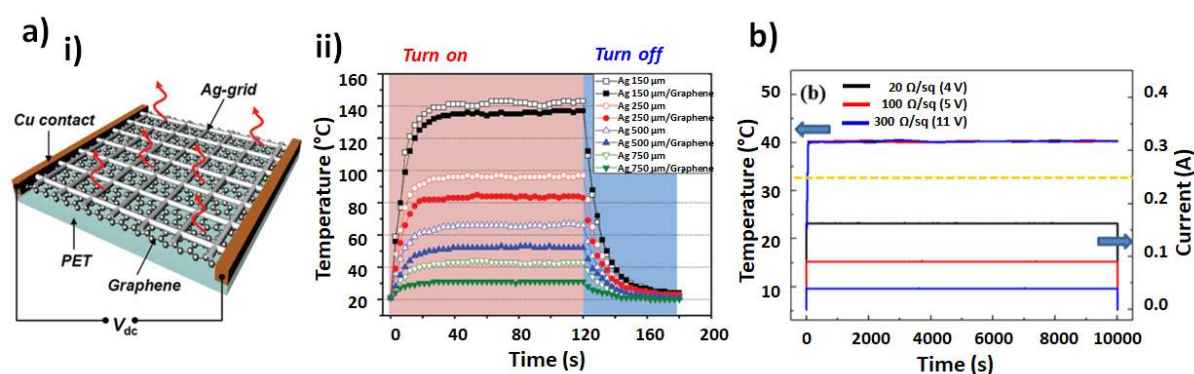 a)
i)
Ag-grid
Cu contact
PET
Graphene
Vdc
ii)
Turn on
Turn off
Temperature (°C)
160
140
120
100
80
60
40
20
Ag 150 µm
Ag 150 µm/Graphene
Ag 250 µm
Ag 250 µm/Graphene
Ag 500 µm
Ag 500 µm/Graphene
Ag 750 µm
Ag 750 µm/Graphene
0 40 80 120 160 200
Time (s)
b)
(b)
20 Ω/sq (4 V)
100 Ω/sq (5 V)
300 Ω/sq (11 V)
Temperature (°C)
50
40
30
20
10
0.4
0.3
0.2
0.1
0.0
Current (A)
0 2000 4000 6000 8000 10000
Time (s)